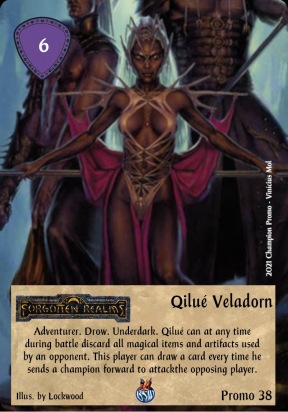 6
2021 Champion Promo - Vinicius Mol
FORGOTTEN REALMS
Qilué Veladorn
Adventurer. Drow. Underdark. Qilué can at any time
during battle discard all magical items and artifacts used
by an opponent. This player can draw a card every time he
sends a champion forward to attackthe opposing player.
Illus. by Lockwood
Promo 38